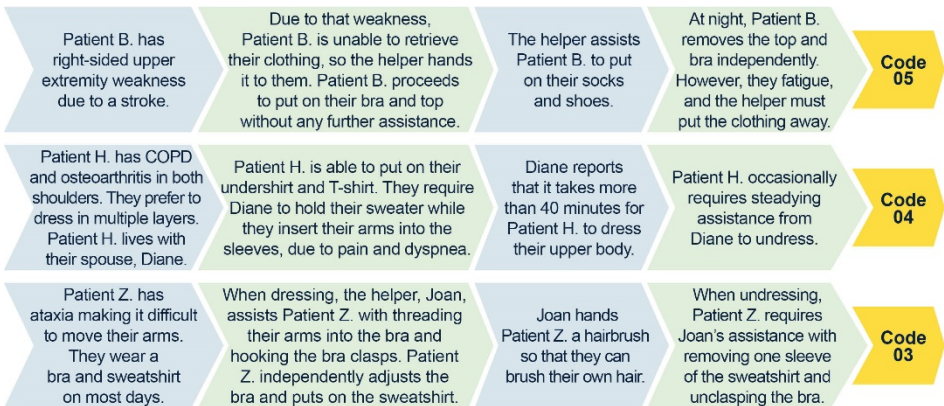 Patient B. has
right-sided upper
extremity weakness
due to a stroke.
Due to that weakness,
Patient B. is unable to retrieve
their clothing, so the helper hands
it to them. Patient B. proceeds
to put on their bra and top
without any further assistance.
The helper assists
Patient B. to put
on their socks
and shoes.
At night, Patient B.
removes the top and
bra independently.
However, they fatigue,
and the helper must
put the clothing away.
Code
05
Patient H. has COPD
and osteoarthritis in both
shoulders. They prefer to
dress in multiple layers.
Patient H. lives with
their spouse, Diane.
Patient H. is able to put on their
undershirt and T-shirt. They require
Diane to hold their sweater while
they insert their arms into the
sleeves, due to pain and dyspnea.
Diane reports
that it takes more
than 40 minutes for
Patient H. to dress
their upper body.
Patient H. occasionally
requires steadying
assistance from
Diane to undress.
Code
04
Patient Z. has
ataxia making it difficult
to move their arms.
They wear a
bra and sweatshirt
on most days.
When dressing, the helper, Joan,
assists Patient Z. with threading
their arms into the bra and
hooking the bra clasps. Patient
Z. independently adjusts the
bra and puts on the sweatshirt.
Joan hands
Patient Z. a hairbrush
so that they can
brush their own hair.
When undressing,
Patient Z. requires
Joan's assistance with
removing one sleeve
of the sweatshirt and
unclasping the bra.
Code
03